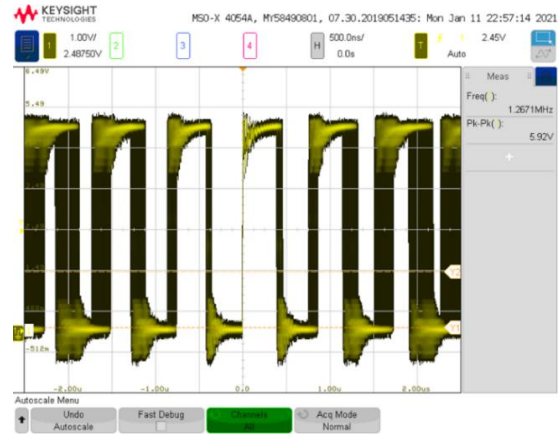 KEYSIGHT
TECHNOLOGIES
MSO-X 4054A, MY58490801, 07.30.2019051435: Mon Jan 11 22:57:14 2021
1 1.00V/
2.48750V
2
3
4
H 500.0ns/
0.0s
T
1 2.45V
Auto
Meas
Freq( ):
1.2671MHz
Pk-Pk( ):
5.92V
5.49
-512m
-2.00u -1.00u 0.0 1.00u 2.00us
Y2
Y1
Autoscale Menu
Undo
Autoscale
Fast Debug
Channels
All
Acq Mode
Normal